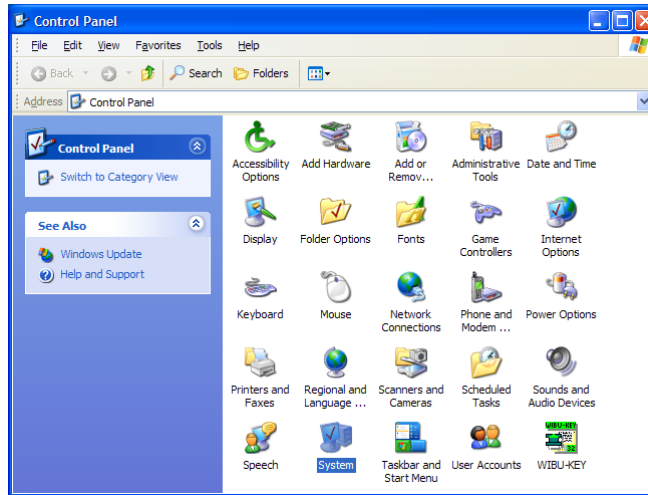 Control Panel
File Edit View Favorites Tools Help
Back Search Folders
Address Control Panel
Control Panel
Switch to Category View
See Also
Windows Update
Help and Support
Accessibility Options
Add Hardware
Add or Remov...
Administrative Tools
Date and Time
Display
Folder Options
Fonts
Game Controllers
Internet Options
Keyboard
Mouse
Network Connections
Phone and Modem ...
Power Options
Printers and Faxes
Regional and Language ...
Scanners and Cameras
Scheduled Tasks
Sounds and Audio Devices
Speech
System
Taskbar and Start Menu
User Accounts
WIBU-KEY
32
WIBU-KEY